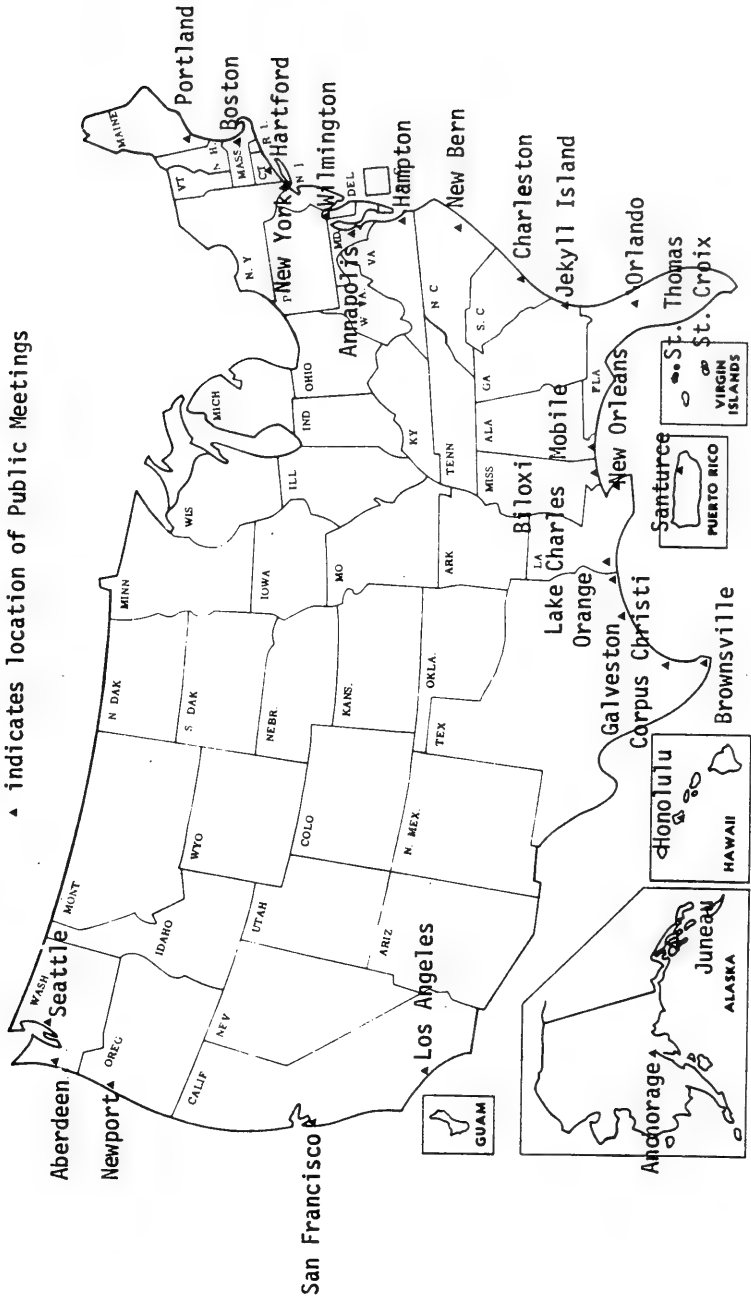 ▲ indicates location of Public Meetings
Aberdeen
Seattle
Newport
San Francisco
Los Angeles
WASH
OREG
CALIF
NEV
IDAHO
MONT
WYO
UTAH
COLO
ARIZ
N. MEX.
N DAK
S DAK
NEBR.
KANS.
OKLA.
TEX
MINN
IOWA
MO
ARK
LA
WIS
ILL
MICH
IND
OHIO
KY
TENN
MISS
ALA
GA
FLA
S.C
N C
VA
W VA.
MD
DEL
N. Y
N J
CT
R I.
MASS
VT
N H.
MAINE
Portland
Boston
Hartford
New York
Wilmington
Annapolis
Hampton
New Bern
Charleston
Jekyll Island
Orlando
St. Thomas
St. Croix
VIRGIN
ISLANDS
Santurce
PUERTO RICO
Mobile
Biloxi
New Orleans
Lake Charles
Orange
Galveston
Corpus Christi
Brownsville
Honolulu
HAWAII
Juneau
Anchorage
ALASKA
GUAM